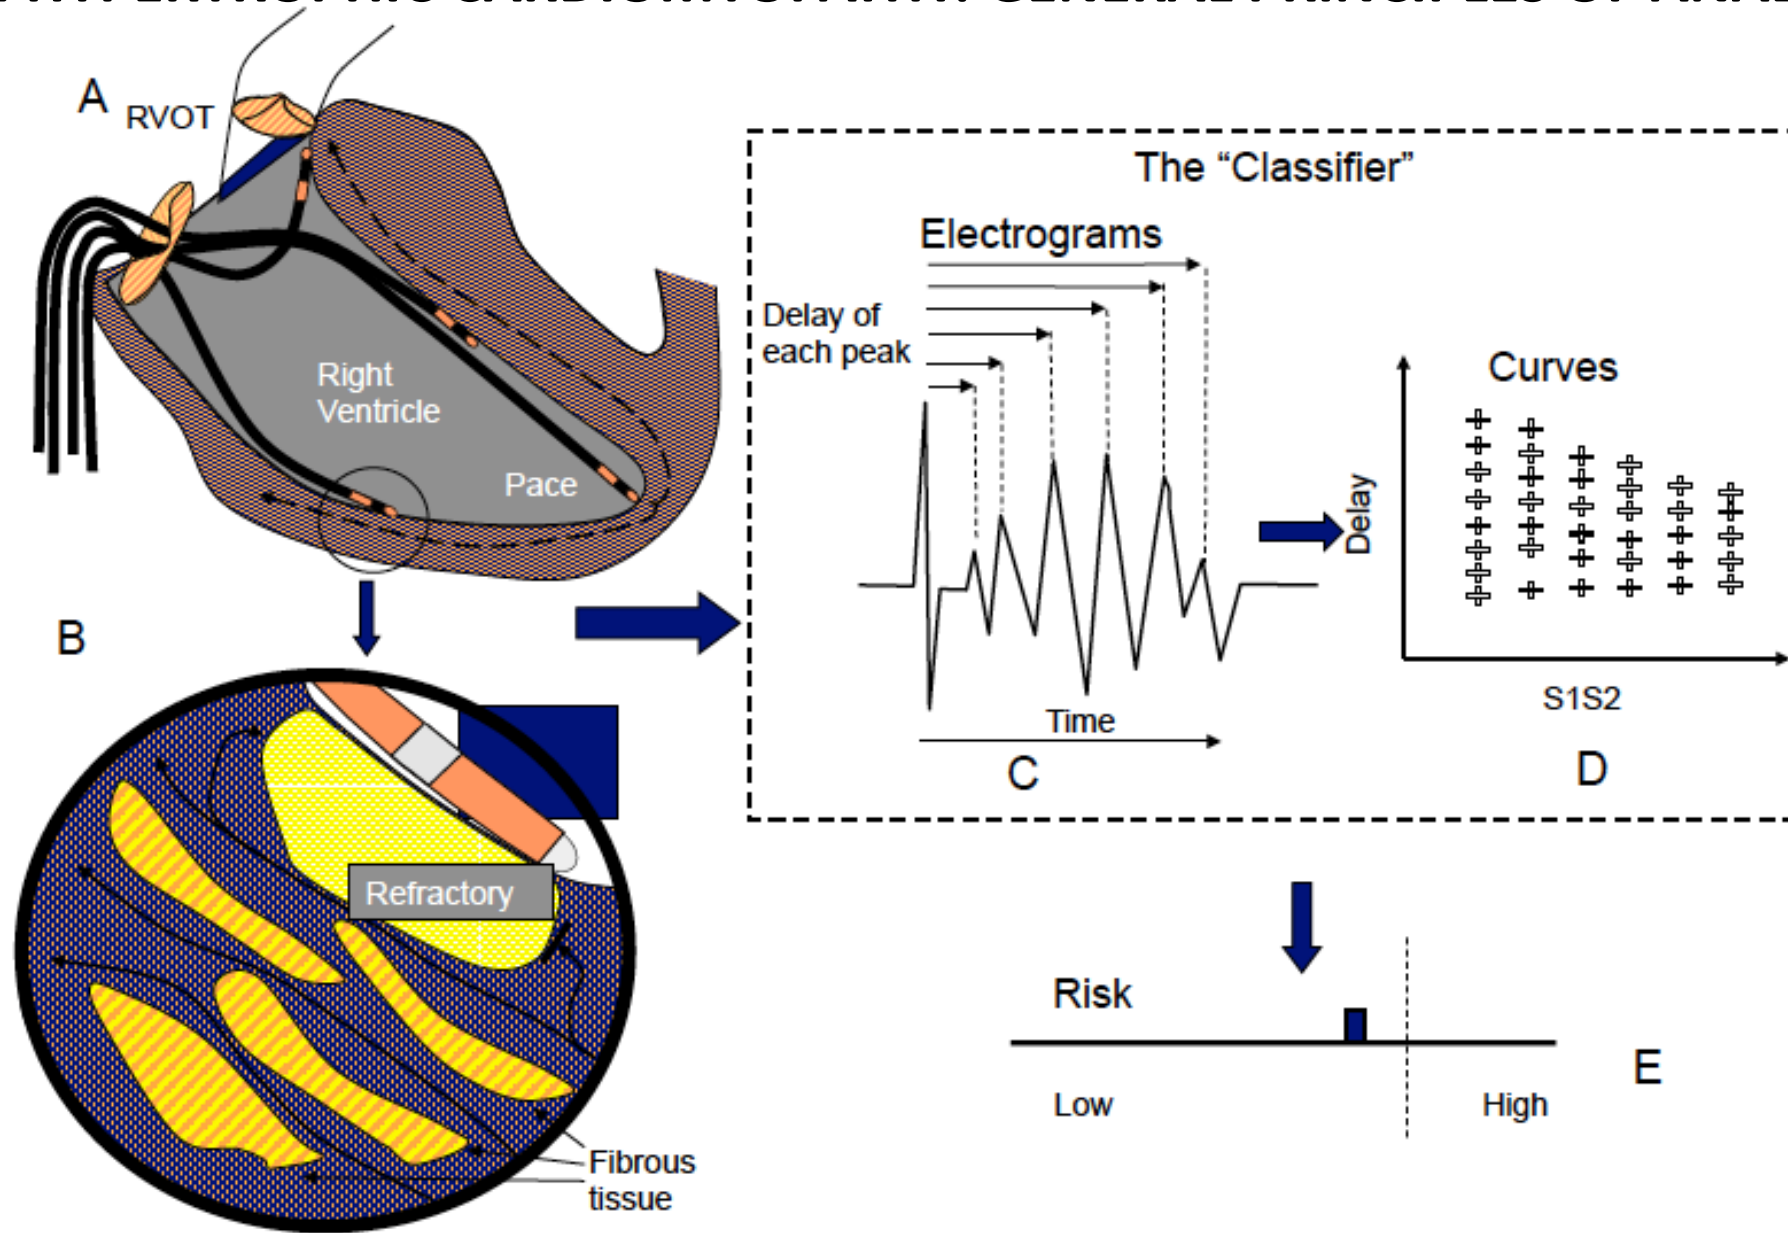 A
RVOT
Right
Ventricle
Pace
B
Refractory
Fibrous
tissue
The “Classifier”
Electrograms
Delay of
each peak
Time
C
Curves
Delay
S1S2
D
Risk
Low
High
E